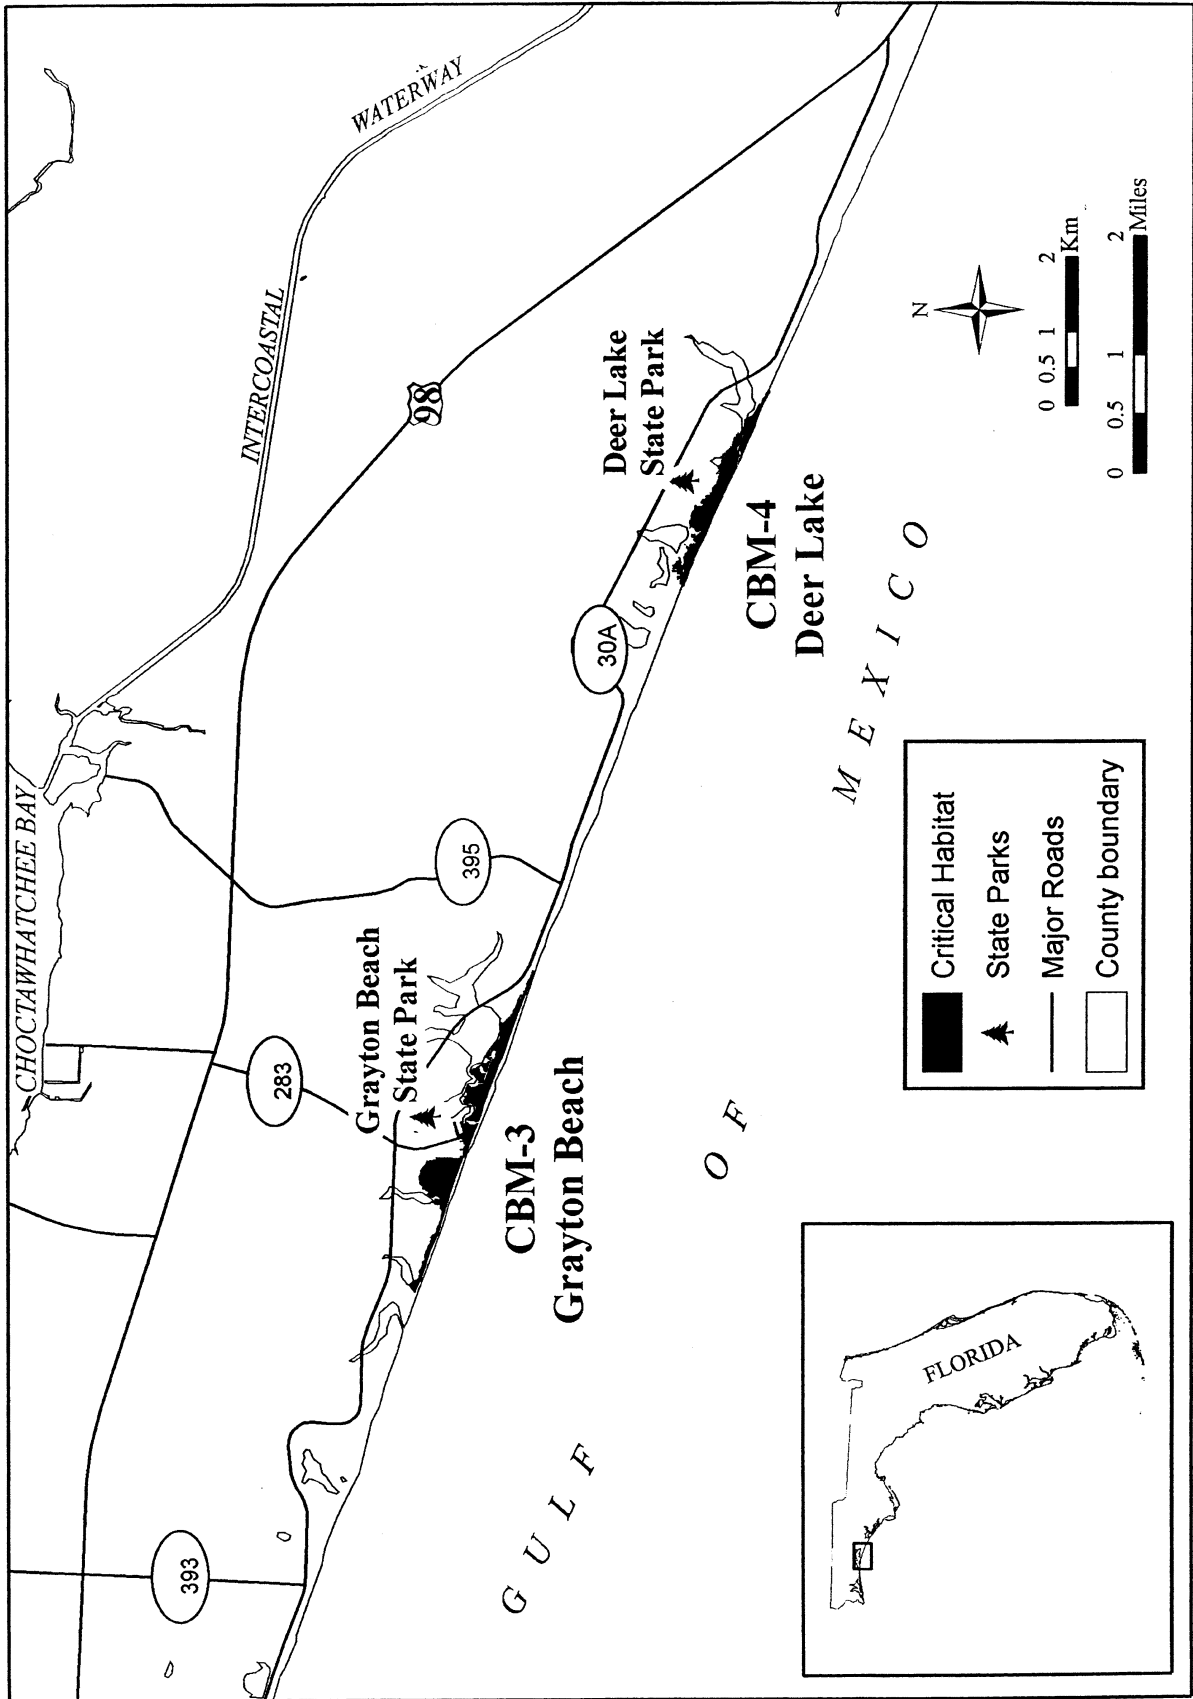 CHOCTAWHATCHEE BAY
INTERCOASTAL
WATERWAY
98
283
395
393
30A
Grayton Beach
State Park
Deer Lake
State Park
CBM-3
Grayton Beach
CBM-4
Deer Lake
GULF
OF
MEXICO
FLORIDA
Critical Habitat
State Parks
Major Roads
County boundary
N
0 0.5 1 2
Km
0 0.5 1 2
Miles